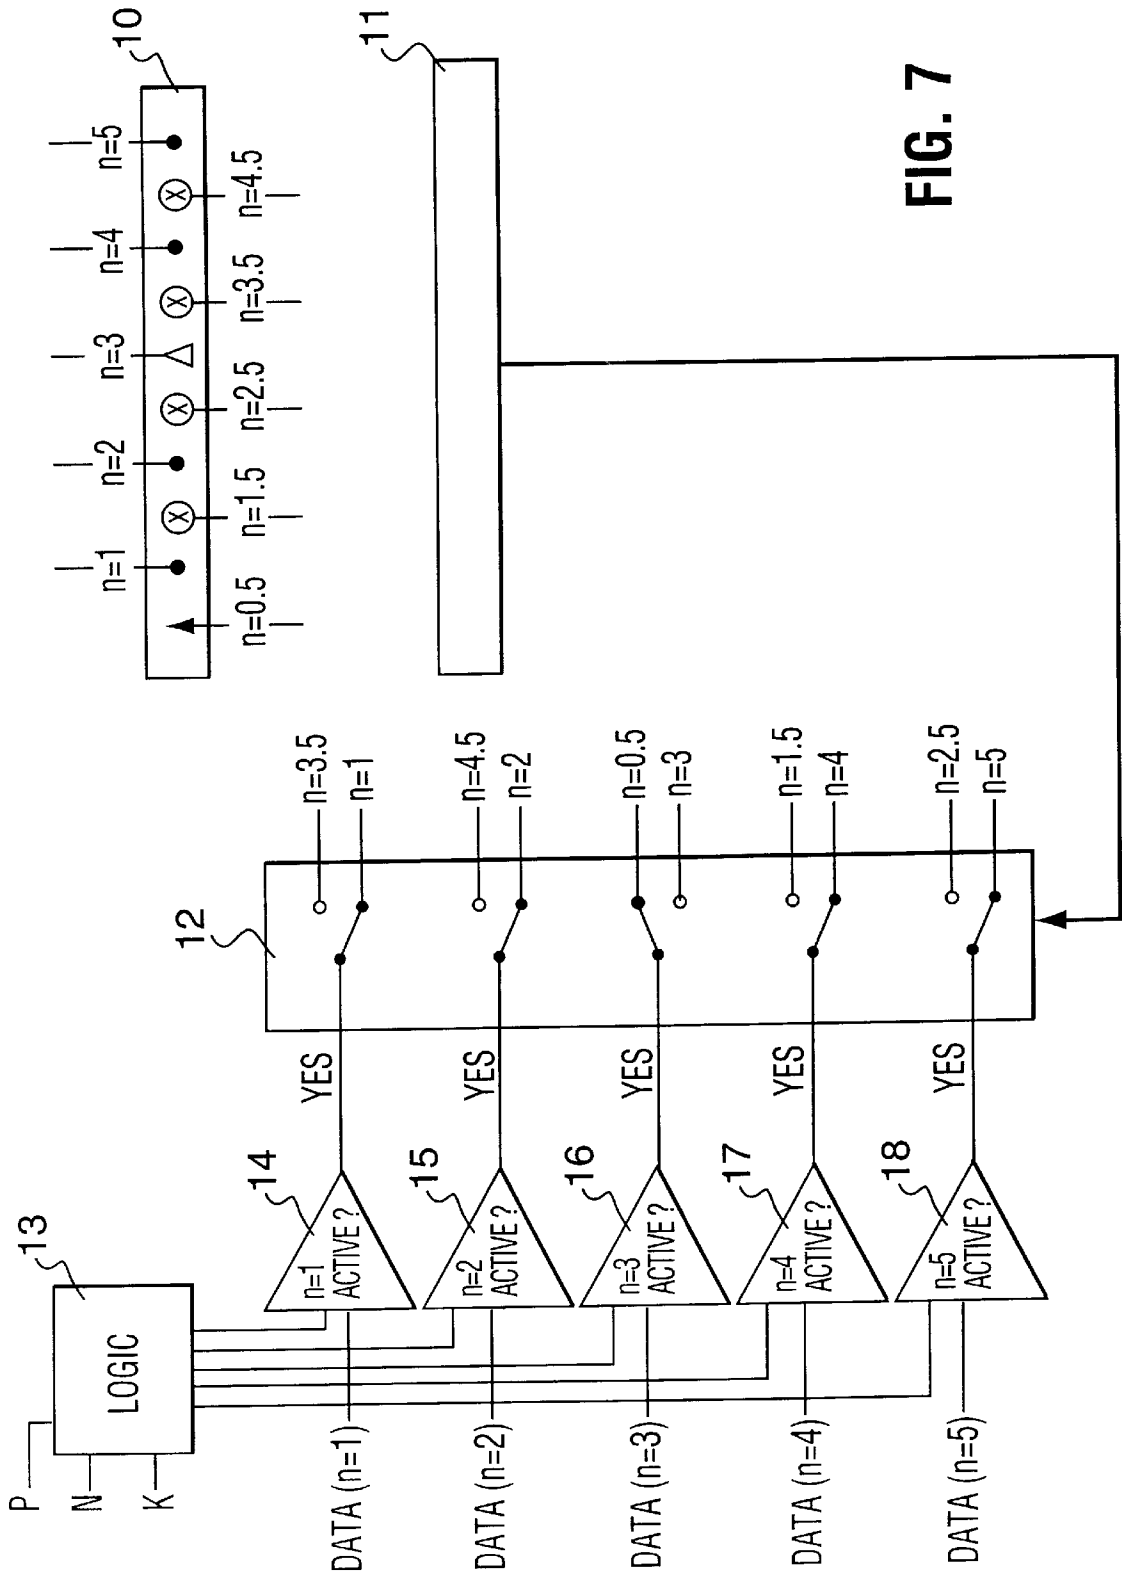 P
N
K
LOGIC
13
DATA (n=1)
DATA (n=2)
DATA (n=3)
DATA (n=4)
DATA (n=5)
n=1
ACTIVE?
14
n=2
ACTIVE?
15
n=3
ACTIVE?
16
n=4
ACTIVE?
17
n=5
ACTIVE?
18
YES
YES
YES
YES
YES
12
n=3.5
n=1
n=4.5
n=2
n=0.5
n=3
n=1.5
n=4
n=2.5
n=5
10
n=1
n=2
n=3
n=4
n=5
X
X
X
X
n=0.5
n=1.5
n=2.5
n=3.5
n=4.5
11
FIG. 7